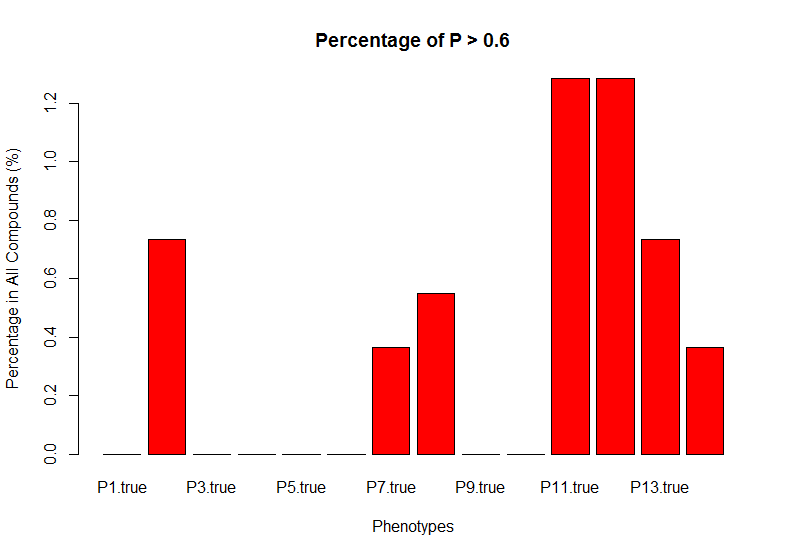 Percentage of P > 0.6
Percentage in All Compounds (%)
1.2
1.0
0.8
0.6
0.4
0.2
0.0
P1.true P3.true P5.true P7.true P9.true P11.true P13.true
Phenotypes